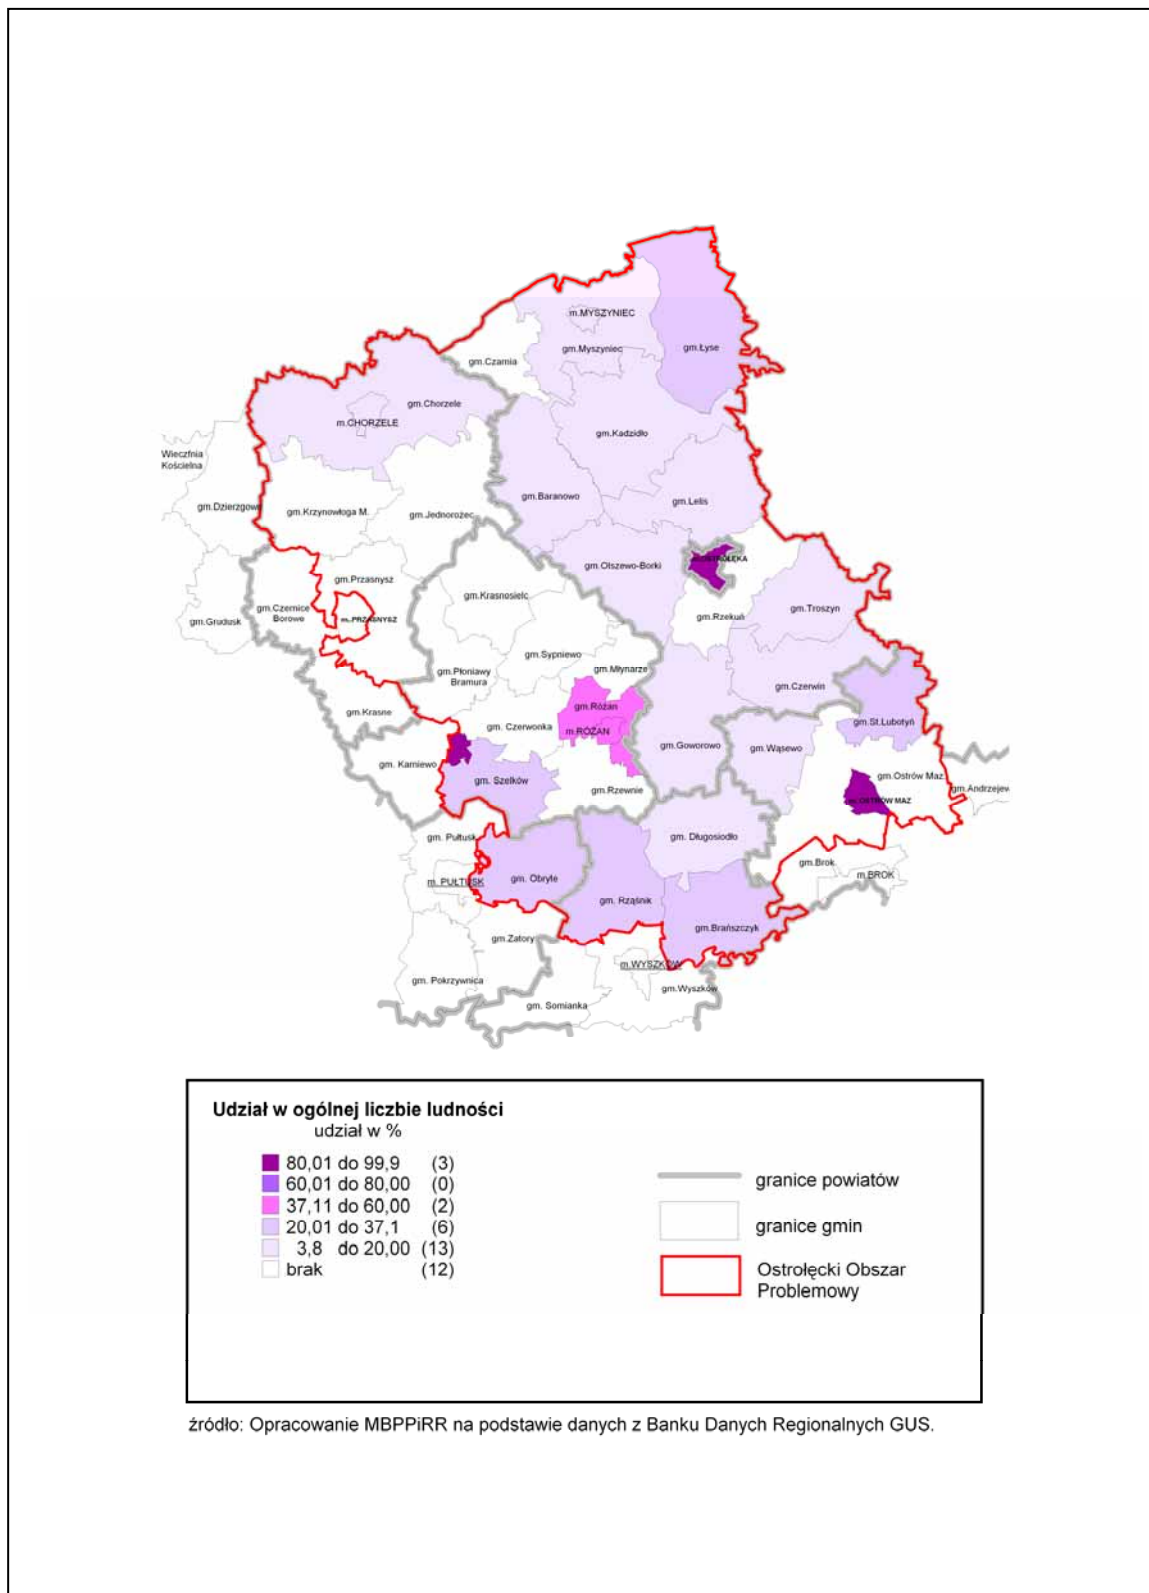 m.MYSZYNIEC
gm.Łyse
gm.Myszyniec
gm.Czarnia
gm.Chorzele
m.CHORZELE
gm.Kadzidło
Wieczfnia
Kościelna
gm.Baranowo
gm.Lelis
gm.Dzierzgowo
gm.Krzynowłoga M.
gm.Jednorożec
gm.Olszewo-Borki
gm.Przasnysz
gm.Krasnosielc
gm.Czernice
Borowe
gm.Troszyn
gm.Rzekuń
gm.Grudusk
m.PRZASNYSZ
gm.Sypniewo
gm.Młynarze
gm.Płoniawy
Bramura
gm.Czerwin
gm.Różan
gm.Krasne
gm.St.Lubotyń
gm. Czerwonka
m.RÓŻAN
gm.Goworowo
gm.Wąsewo
gm. Karniewo
gm. Szelków
gm.Ostrów Maz.
gm.Andrzejew
gm.Rzewnie
m.OSTRÓW MAZ
gm. Pułtusk
gm. Długosiodło
gm.Brok
m. PUŁTUSK
gm. Obryte
m.BROK
gm. Rząśnik
gm.Brańszczyk
gm.Zatory
m.WYSZKÓW
gm. Pokrzywnica
gm.Wyszków
gm. Somianka
Udział w ogólnej liczbie ludności
udział w %
80,01 do 99,9 (3)
60,01 do 80,00 (0)
37,11 do 60,00 (2)
20,01 do 37,1 (6)
3,8 do 20,00 (13)
brak (12)
granice powiatów
granice gmin
Ostrołęcki Obszar
Problemowy
źródło: Opracowanie MBPPiRR na podstawie danych z Banku Danych Regionalnych GUS.